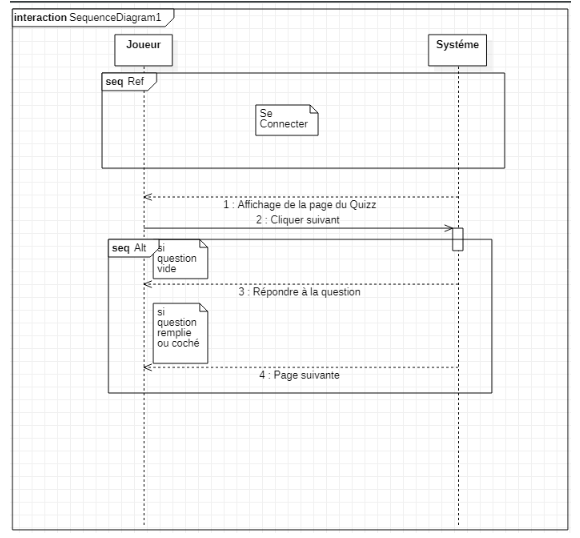 interaction SequenceDiagram1
Joueur
Systéme
seq Ref
Se
Connecter
1 : Affichage de la page du Quizz
2 : Cliquer suivant
seq Alt
si
question
vide
3 : Répondre à la question
si
question
remplie
ou coché
4 : Page suivante